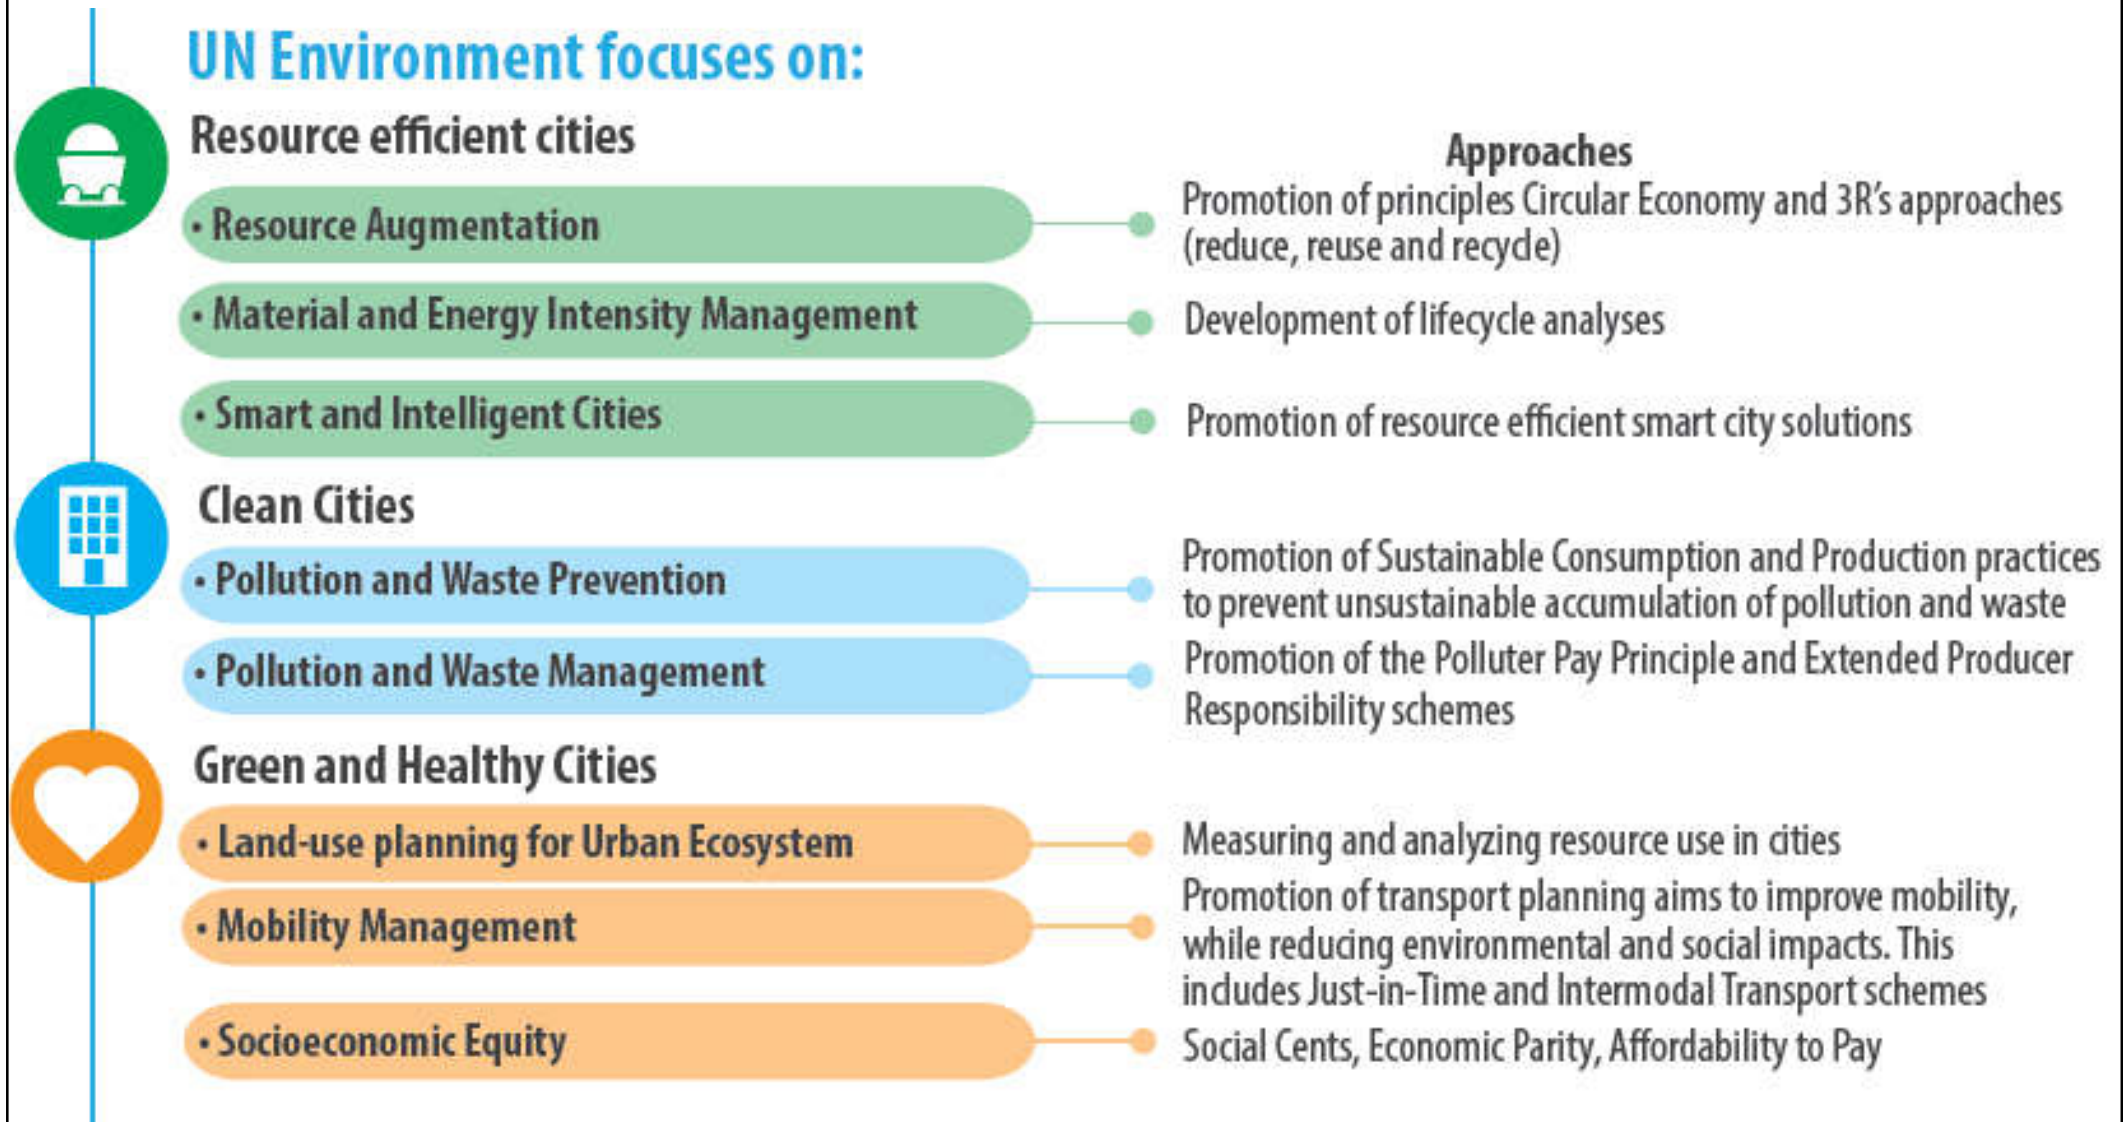 UN Environment focuses on:
Resource efficient cities
Approaches
• Resource Augmentation
Promotion of principles Circular Economy and 3R's approaches
(reduce, reuse and recycle)
• Material and Energy Intensity Management
Development of lifecycle analyses
• Smart and Intelligent Cities
Promotion of resource efficient smart city solutions
Clean Cities
• Pollution and Waste Prevention
Promotion of Sustainable Consumption and Production practices
to prevent unsustainable accumulation of pollution and waste
• Pollution and Waste Management
Promotion of the Polluter Pay Principle and Extended Producer
Responsibility schemes
Green and Healthy Cities
• Land-use planning for Urban Ecosystem
Measuring and analyzing resource use in cities
• Mobility Management
Promotion of transport planning aims to improve mobility,
while reducing environmental and social impacts. This
includes Just-in-Time and Intermodal Transport schemes
• Socioeconomic Equity
Social Cents, Economic Parity, Affordability to Pay